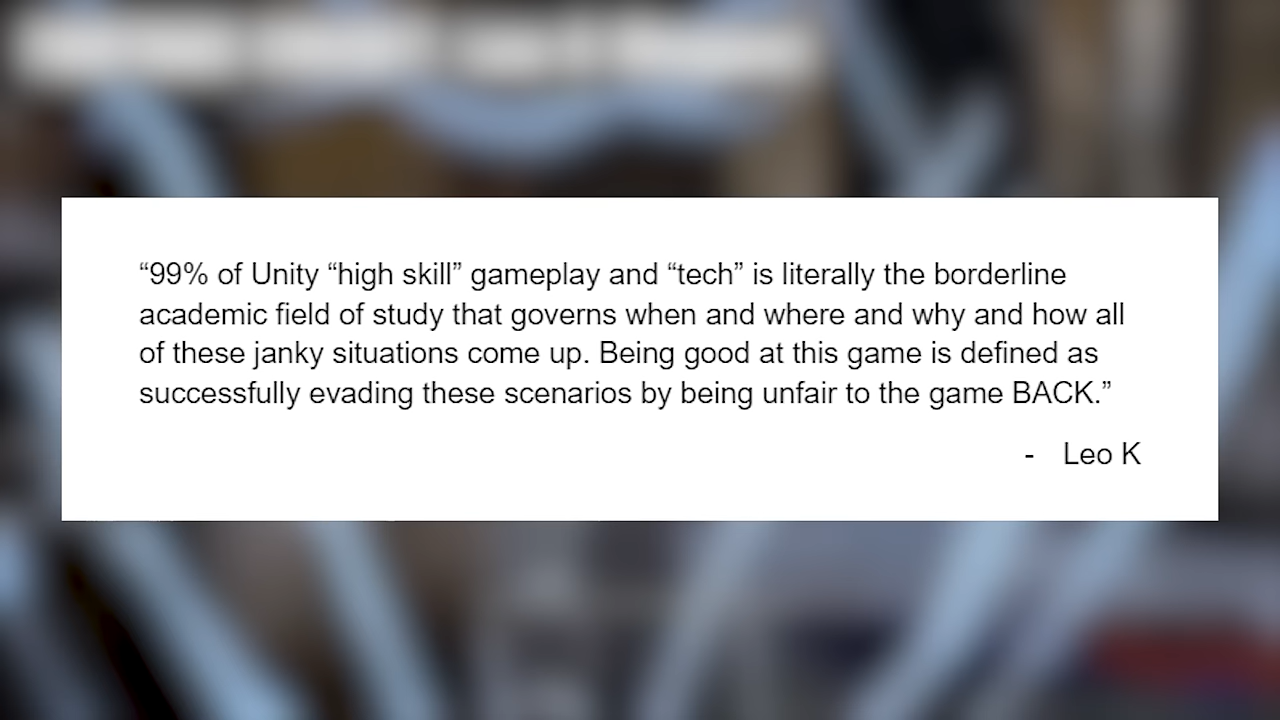 “99% of Unity “high skill” gameplay and “tech” is literally the borderline
academic field of study that governs when and where and why and how all
of these janky situations come up. Being good at this game is defined as
successfully evading these scenarios by being unfair to the game BACK.”
- Leo K